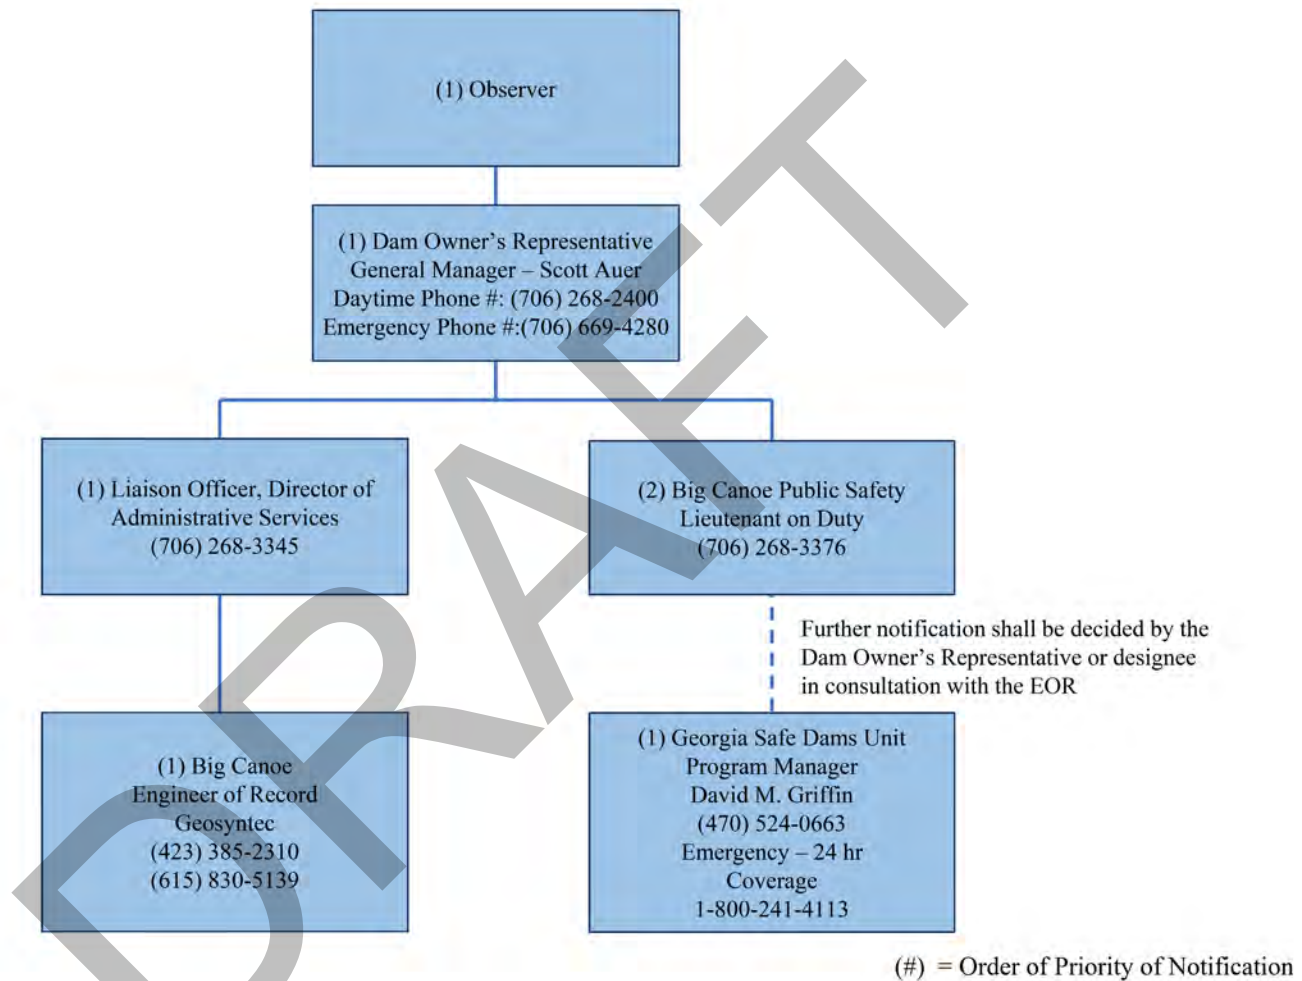 (1) Observer
(1) Dam Owner’s Representative
General Manager – Scott Auer
Daytime Phone #: (706) 268-2400
Emergency Phone #:(706) 669-4280
(1) Liaison Officer, Director of
Administrative Services
(706) 268-3345
(2) Big Canoe Public Safety
Lieutenant on Duty
(706) 268-3376
Further notification shall be decided by the
Dam Owner’s Representative or designee
in consultation with the EOR
(1) Big Canoe
Engineer of Record
Geosyntec
(423) 385-2310
(615) 830-5139
(1) Georgia Safe Dams Unit
Program Manager
David M. Griffin
(470) 524-0663
Emergency – 24 hr
Coverage
1-800-241-4113
(#) = Order of Priority of Notification
DRAFT